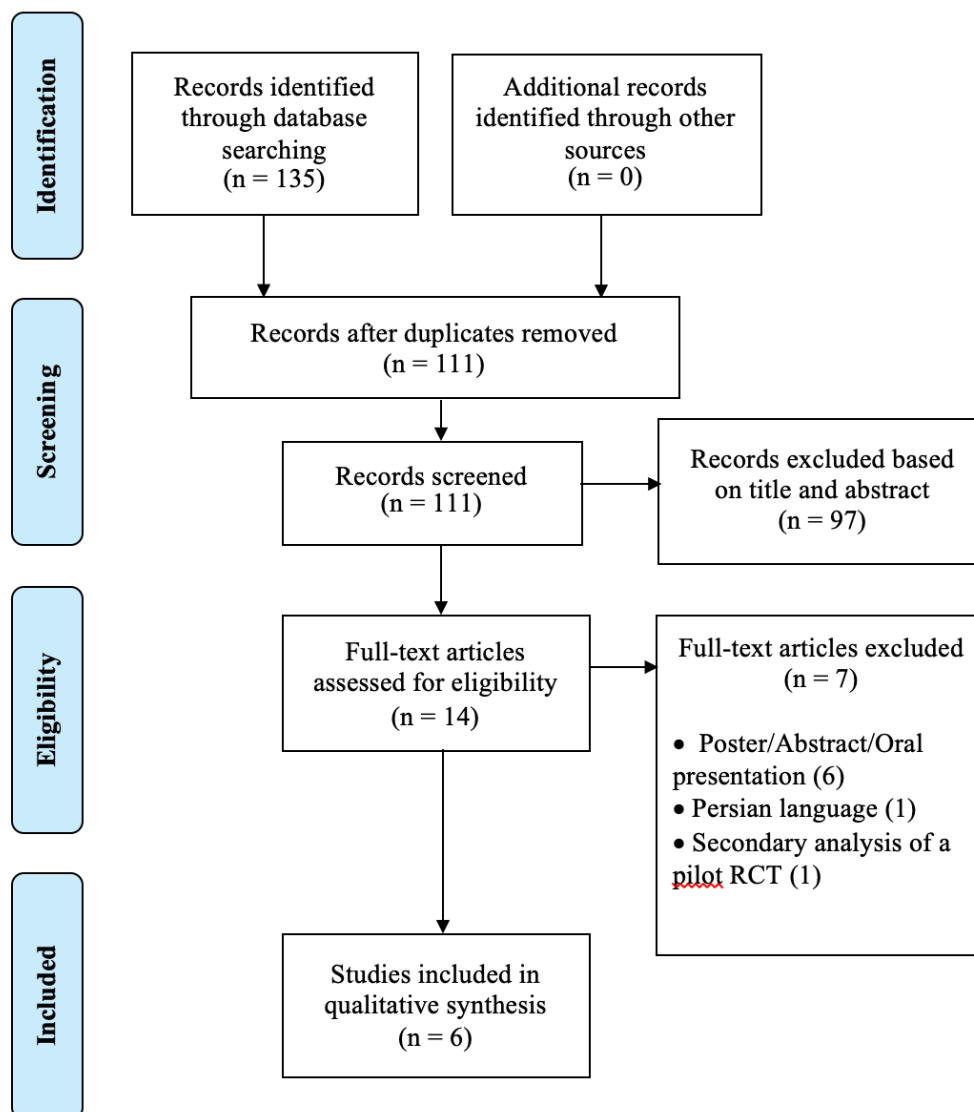 Identification
Records identified
through database
searching
(n = 135)
Additional records
identified through other
sources
(n = 0)
Screening
Records after duplicates removed
(n = 111)
Records screened
(n = 111)
Records excluded based
on title and abstract
(n = 97)
Eligibility
Full-text articles
assessed for eligibility
(n = 14)
Full-text articles excluded
(n = 7)
• Poster/Abstract/Oral
presentation (6)
• Persian language (1)
• Secondary analysis of a
pilot RCT (1)
Included
Studies included in
qualitative synthesis
(n = 6)